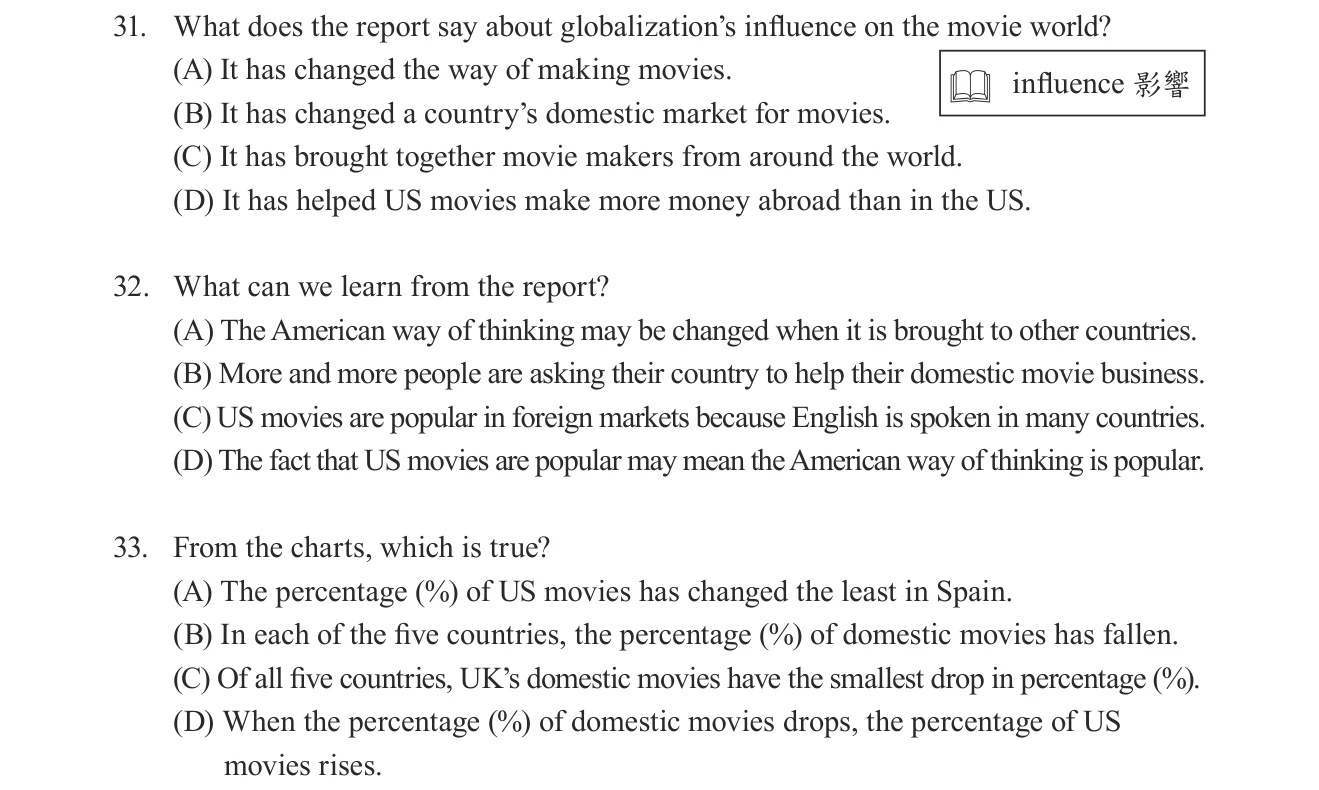 31. What does the report say about globalization’s influence on the movie world?
(A) It has changed the way of making movies.
influence 影響
(B) It has changed a country’s domestic market for movies.
(C) It has brought together movie makers from around the world.
(D) It has helped US movies make more money abroad than in the US.
32. What can we learn from the report?
(A) The American way of thinking may be changed when it is brought to other countries.
(B) More and more people are asking their country to help their domestic movie business.
(C) US movies are popular in foreign markets because English is spoken in many countries.
(D) The fact that US movies are popular may mean the American way of thinking is popular.
33. From the charts, which is true?
(A) The percentage (%) of US movies has changed the least in Spain.
(B) In each of the five countries, the percentage (%) of domestic movies has fallen.
(C) Of all five countries, UK’s domestic movies have the smallest drop in percentage (%).
(D) When the percentage (%) of domestic movies drops, the percentage of US
movies rises.